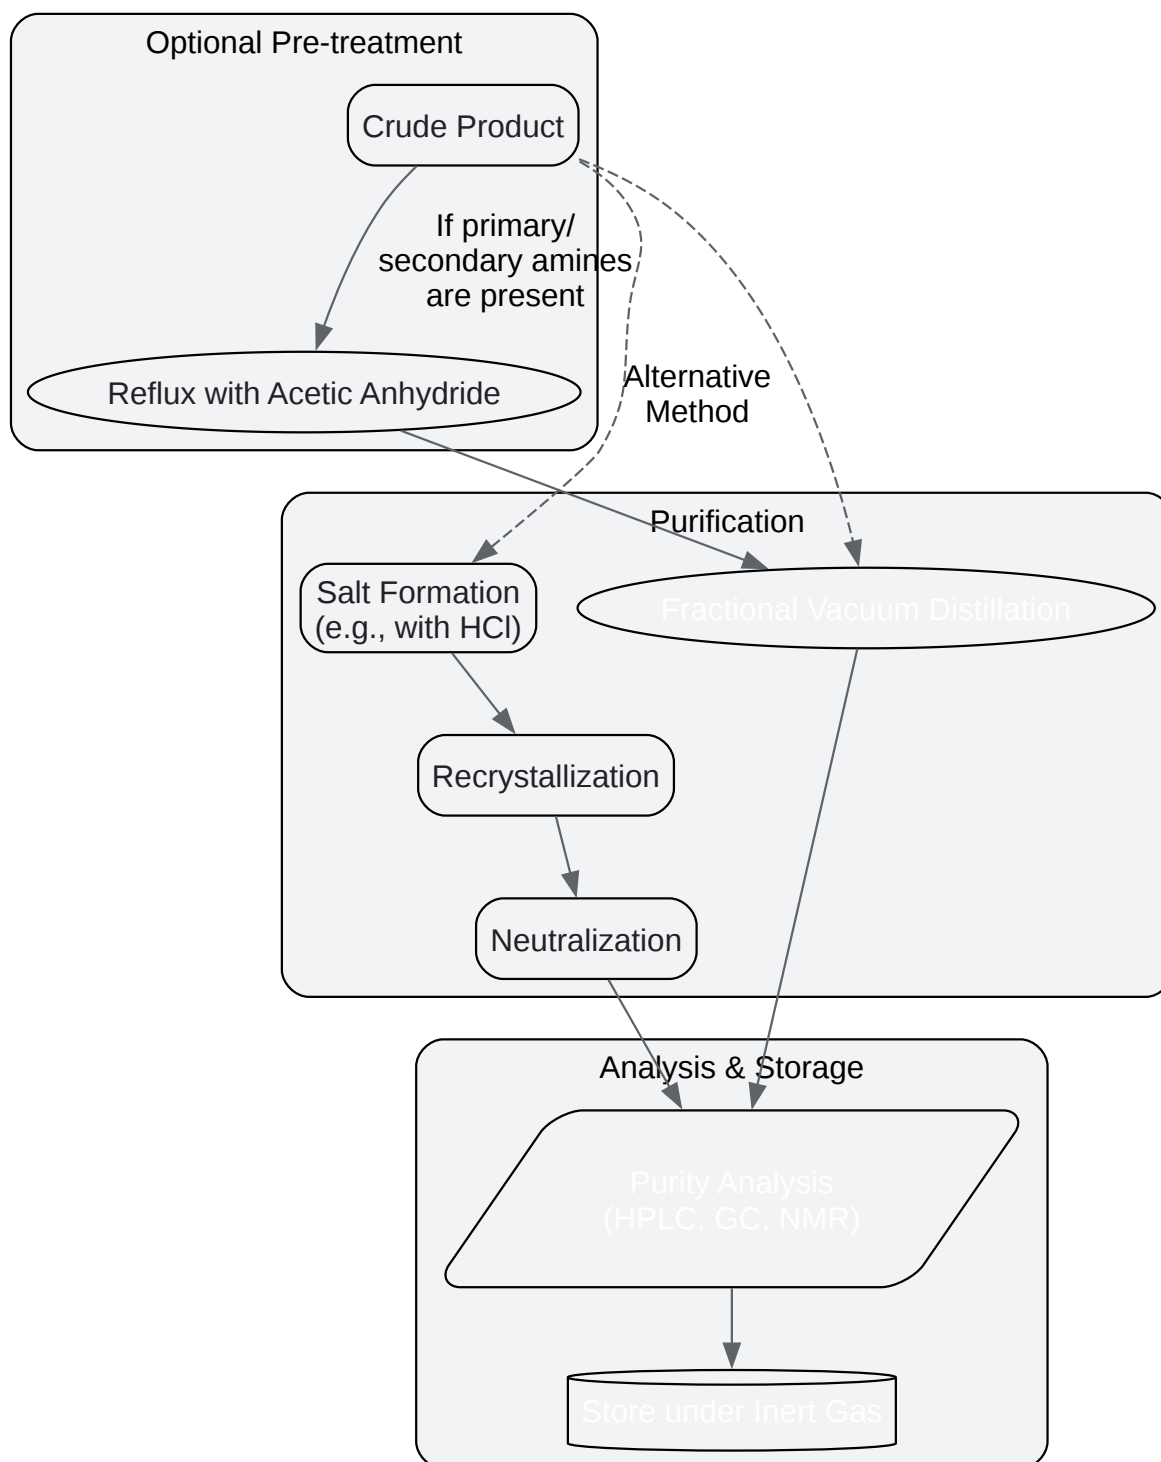 Optional Pre-treatment
Crude Product
If primary/
secondary amines
are present
Reflux with Acetic Anhydride
Alternative
Method
Purification
Salt Formation
(e.g., with HCl)
Fractional Vacuum Distillation
Recrystallization
Neutralization
Analysis & Storage
Purity Analysis
(HPLC, GC, NMR)
Store under Inert Gas